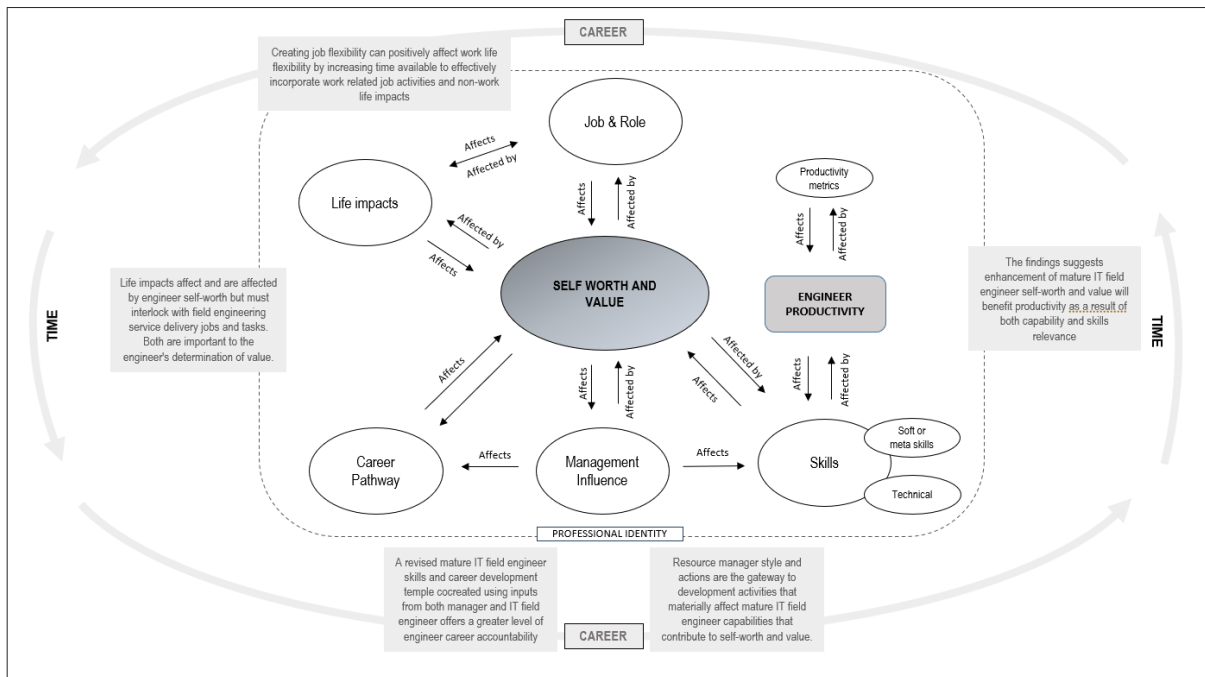 CAREER
Creating job flexibility can positively affect work life
flexibility by increasing time available to effectively
incorporate work related job activities and non-work
life impacts
Job & Role
Affects
Affected by
Life impacts
Productivity
metrics
Affects
Affected by
Affects
Affected by
Affected by
Affects
SELF WORTH AND
VALUE
ENGINEER
PRODUCTIVITY
TIME
Life impacts affect and are affected
by engineer self-worth but must
interlock with field engineering
service delivery jobs and tasks.
Both are important to the
engineer's determination of value.
The findings suggests
enhancement of mature IT field
engineer self-worth and value will
benefit productivity as a result of
both capability and skills
relevance
TIME
Affects
Affects
Affected by
Affected by
Affects
Affects
Affected by
Career
Pathway
Affects
Management
Influence
Affects
Skills
Soft or
meta skills
Technical
PROFESSIONAL IDENTITY
A revised mature IT field engineer
skills and career development
temple cocreated using inputs
from both manager and IT field
engineer offers a greater level of
engineer career accountability
Resource manager style and
actions are the gateway to
development activities that
materially affect mature IT field
engineer capabilities that
contribute to self-worth and value.
CAREER